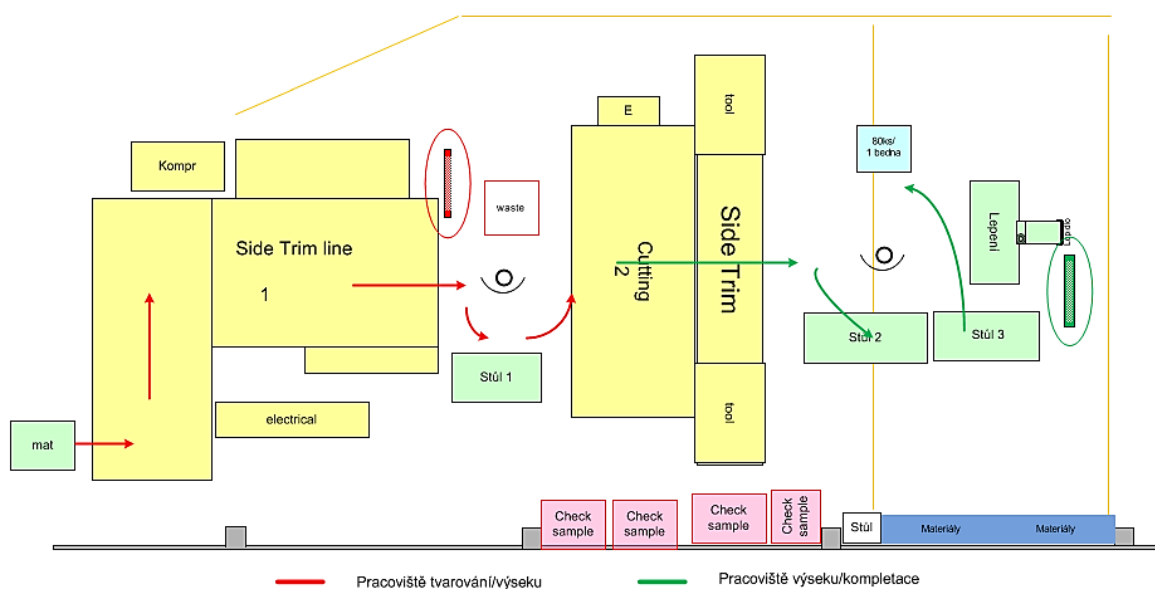 Kompr
Side Trim line
1
waste
Stůl 1
electrical
mat
E
Cutting
2
tool
Side Trim
tool
80ks/
1 bedna
Lepení
Lepidlo
Stůl 2
Stůl 3
Check
sample
Check
sample
Check
sample
Check
sample
Stůl
Materiály
Materiály
Pracoviště tvarování/výseku
Pracoviště výseku/kompletace